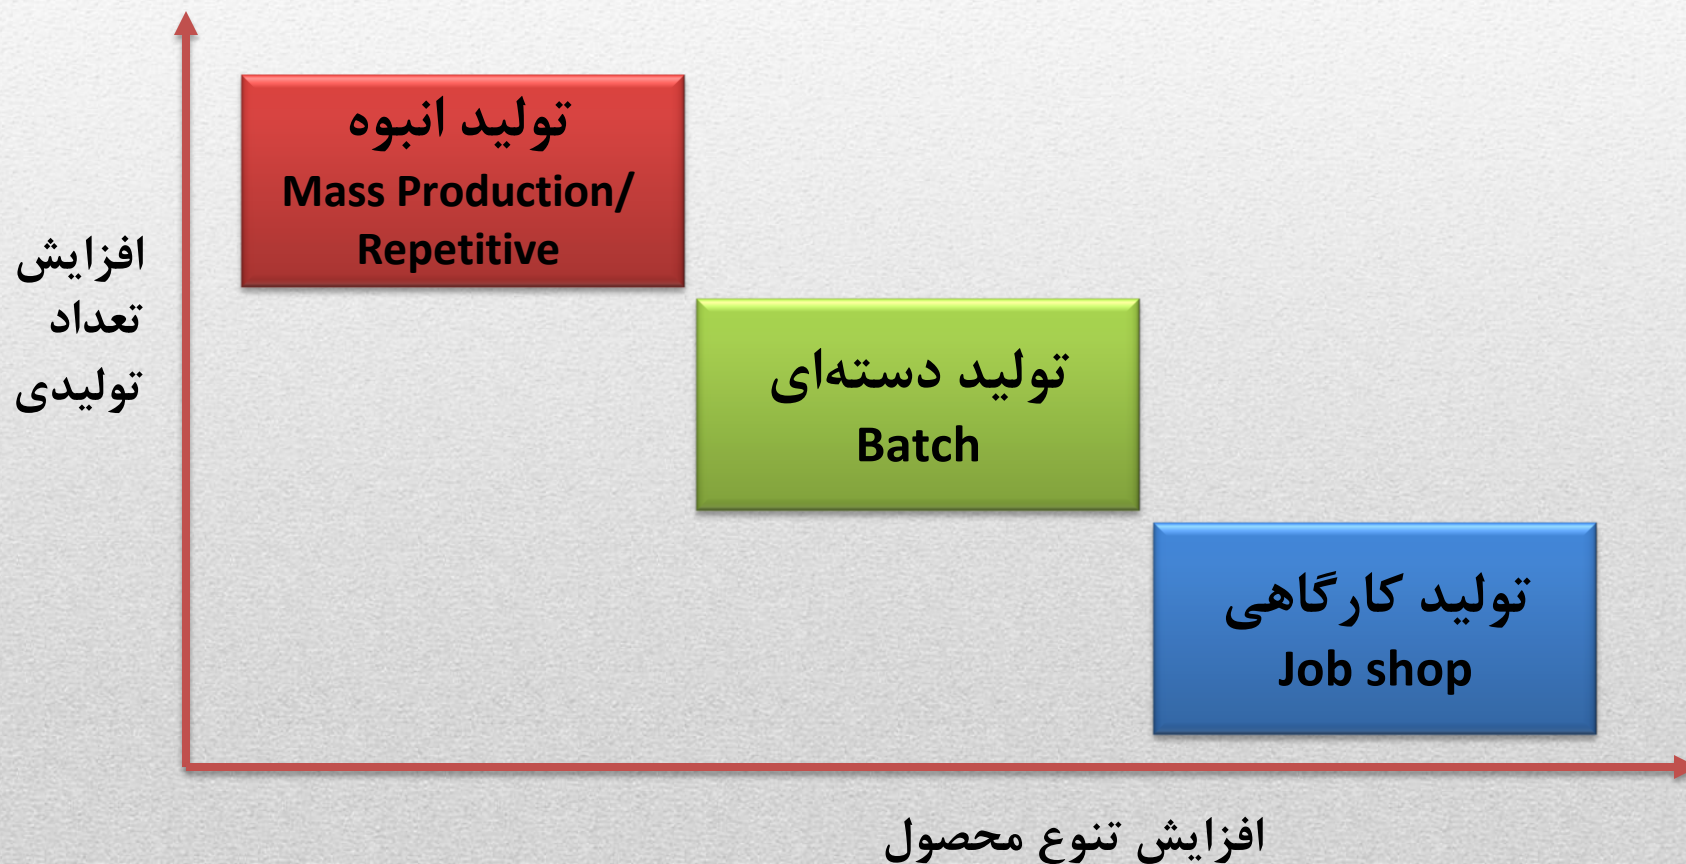 تولید انبوه
Mass Production/
Repetitive
افزایش
تعداد
تولیدی
تولید دسته‌ای
Batch
تولید کارگاهی
Job shop
افزایش تنوع محصول